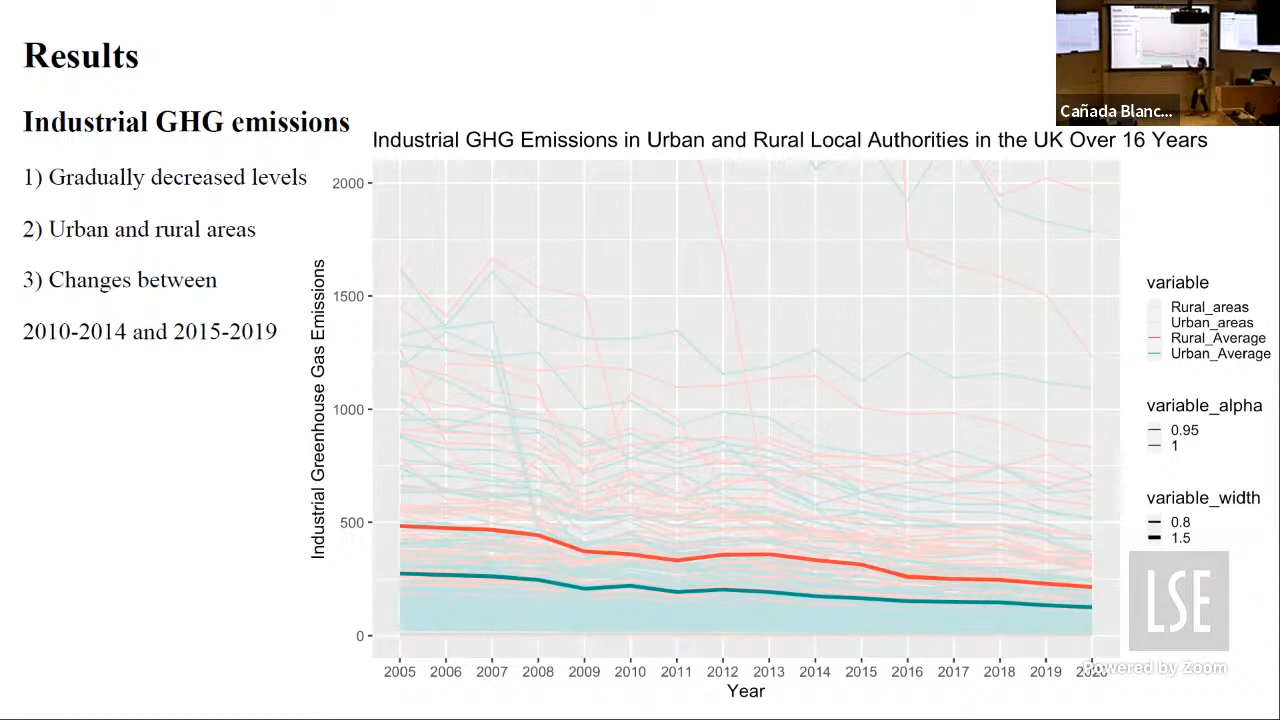 Results
Cañada Blanc...
Industrial GHG emissions
1) Gradually decreased levels
2) Urban and rural areas
3) Changes between
2010-2014 and 2015-2019
Industrial GHG Emissions in Urban and Rural Local Authorities in the UK Over 16 Years
Industrial Greenhouse Gas Emissions
2000
1500
1000
500
0
2005 2006 2007 2008 2009 2010 2011 2012 2013 2014 2015 2016 2017 2018 2019 2020
Year
variable
Rural_areas
Urban_areas
Rural_Average
Urban_Average
variable_alpha
0.95
1
variable_width
0.8
1.5
LSE
Powered by Zoom